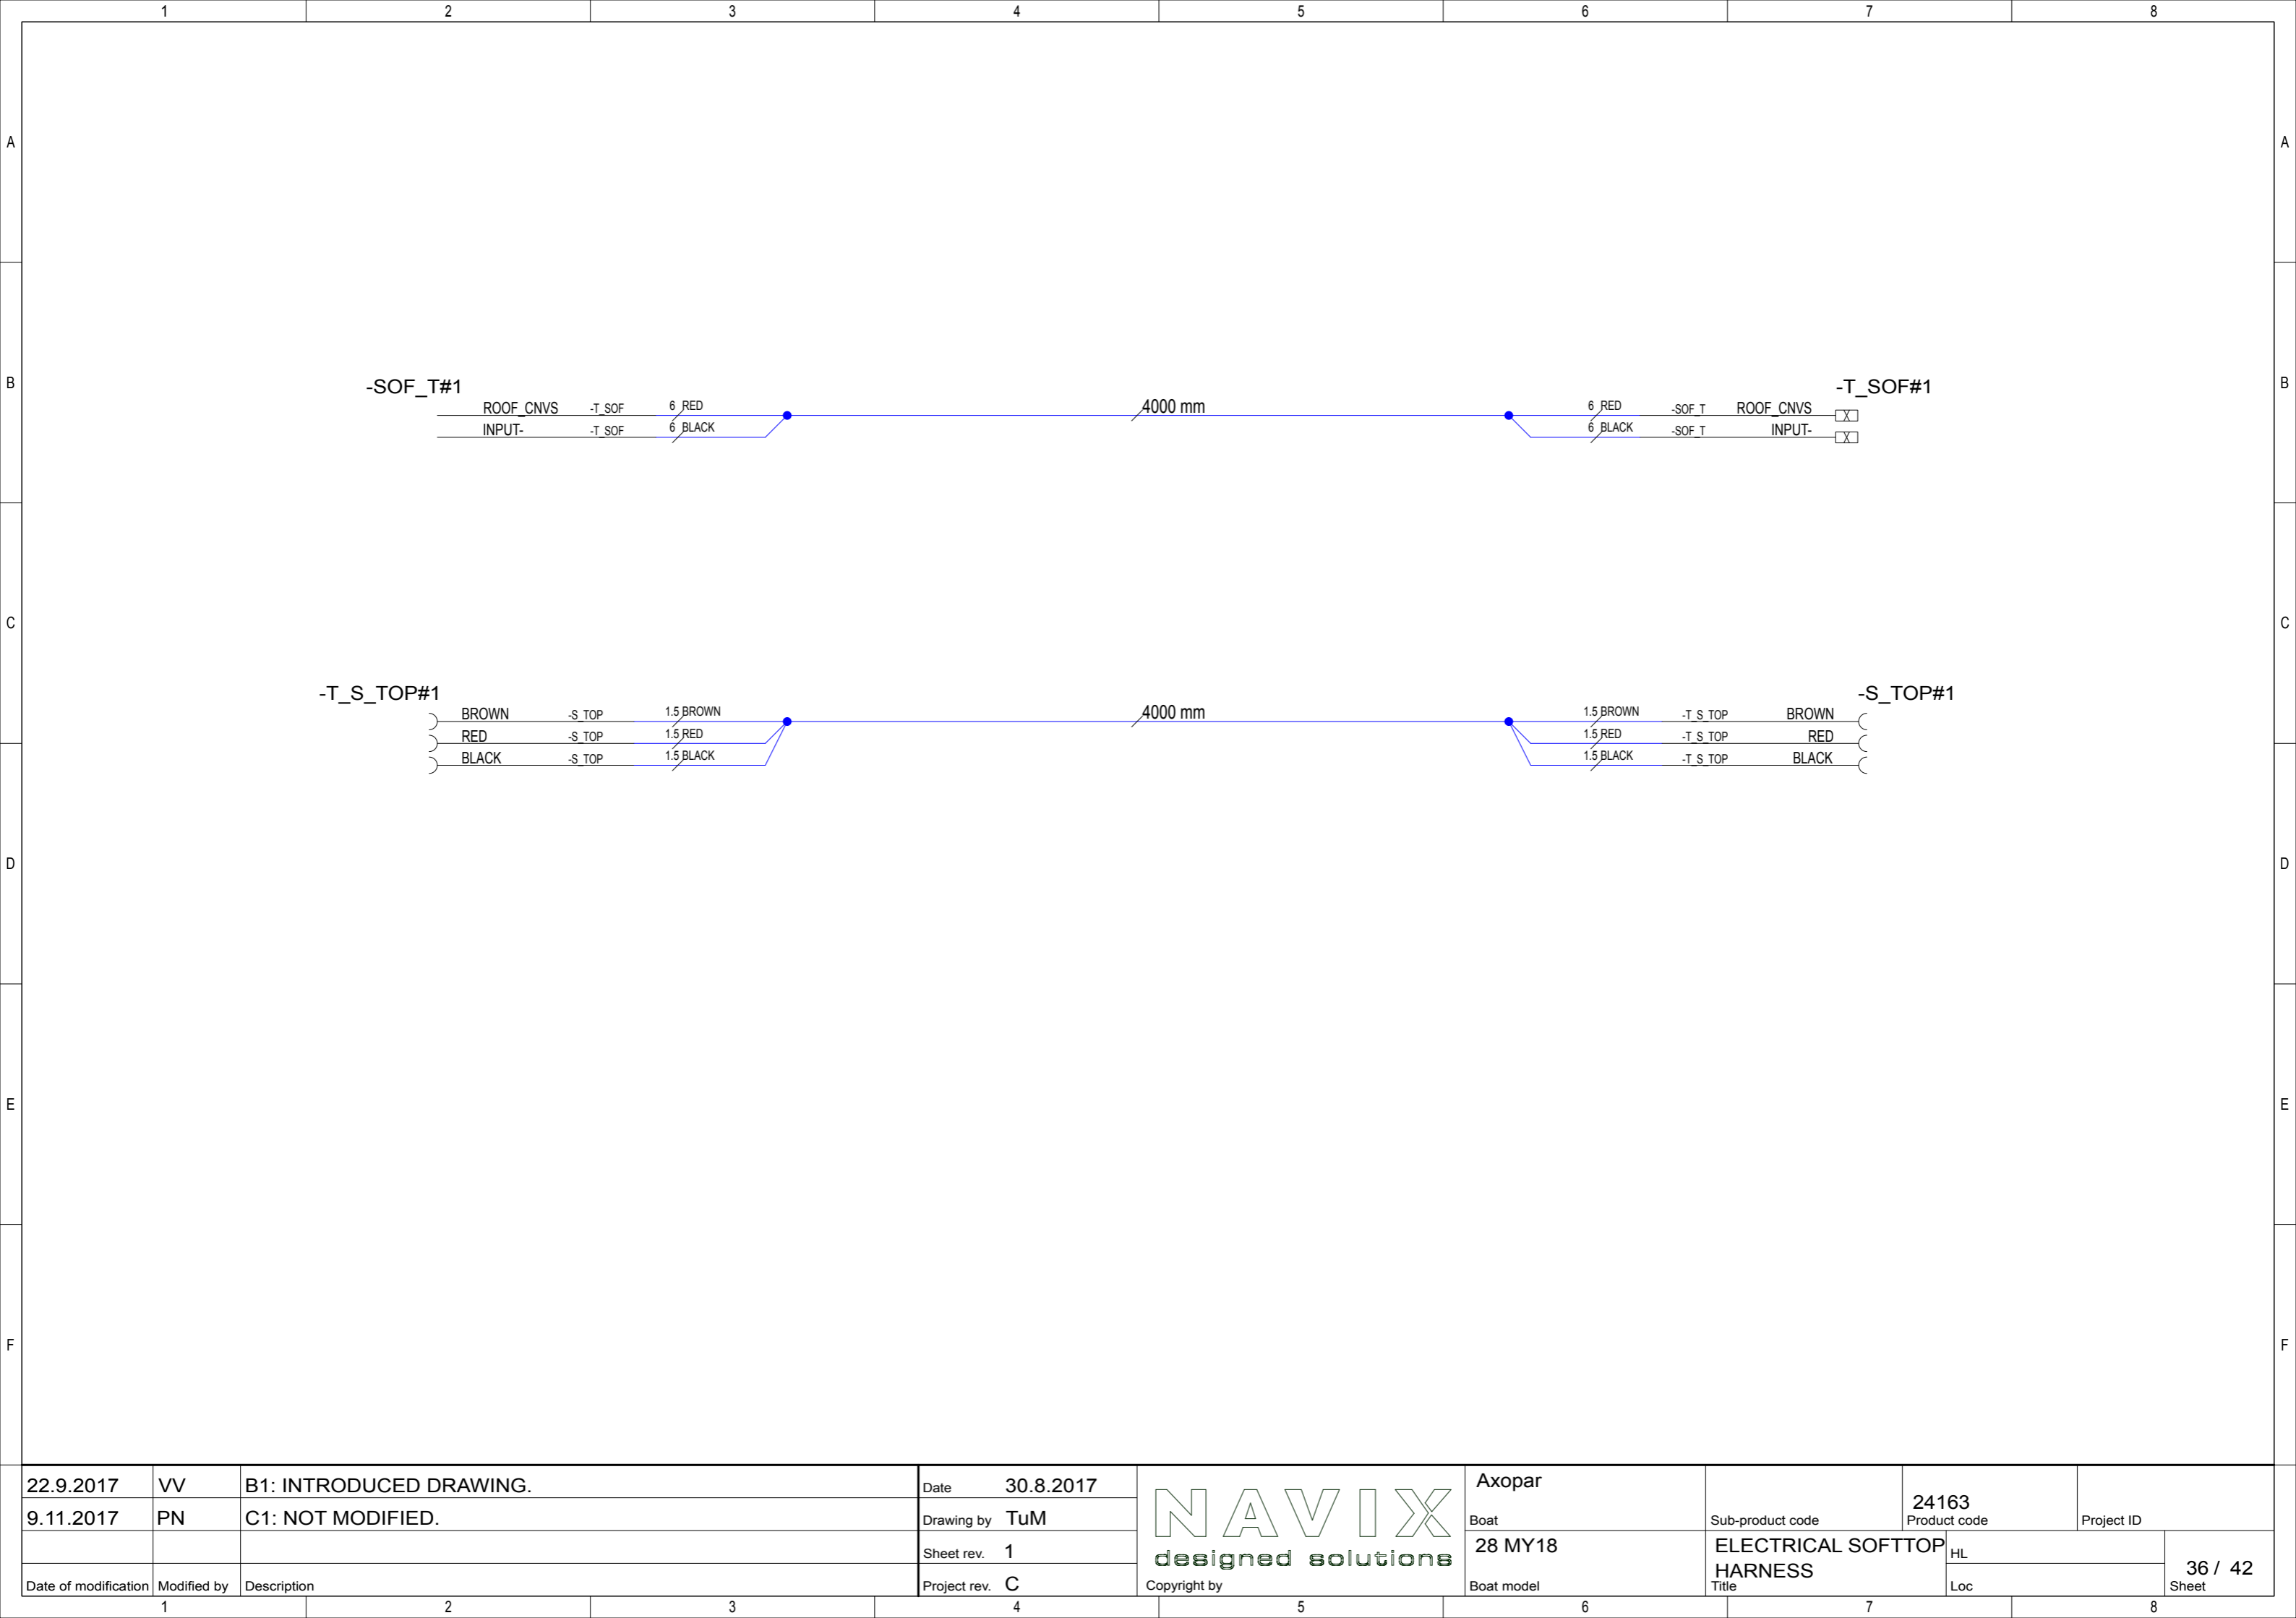 1 2 3 4 5 6 7 8
A A
B B
-SOF_T#1 -T_SOF#1
ROOF_CNVS -T_SOF 6 RED 4000 mm 6 RED -SOF_T ROOF_CNVS
INPUT- -T_SOF 6 BLACK 6 BLACK -SOF_T INPUT-
C C
-T_S_TOP#1 -S_TOP#1
BROWN -S_TOP 1.5 BROWN 4000 mm 1.5 BROWN -T_S_TOP BROWN
RED -S_TOP 1.5 RED 1.5 RED -T_S_TOP RED
BLACK -S_TOP 1.5 BLACK 1.5 BLACK -T_S_TOP BLACK
D D
E E
F F
22.9.2017 VV B1: INTRODUCED DRAWING.
9.11.2017 PN C1: NOT MODIFIED.
Date of modification Modified by Description
Date 30.8.2017
Drawing by TuM
Sheet rev. 1
Project rev. C
NAVIX
designed solutions
Copyright by
Axopar
Boat
28 MY18
Boat model
Sub-product code
24163
Product code
Project ID
ELECTRICAL SOFTTOP
HARNESS
Title
HL
Loc
36 / 42
Sheet
1 2 3 4 5 6 7 8